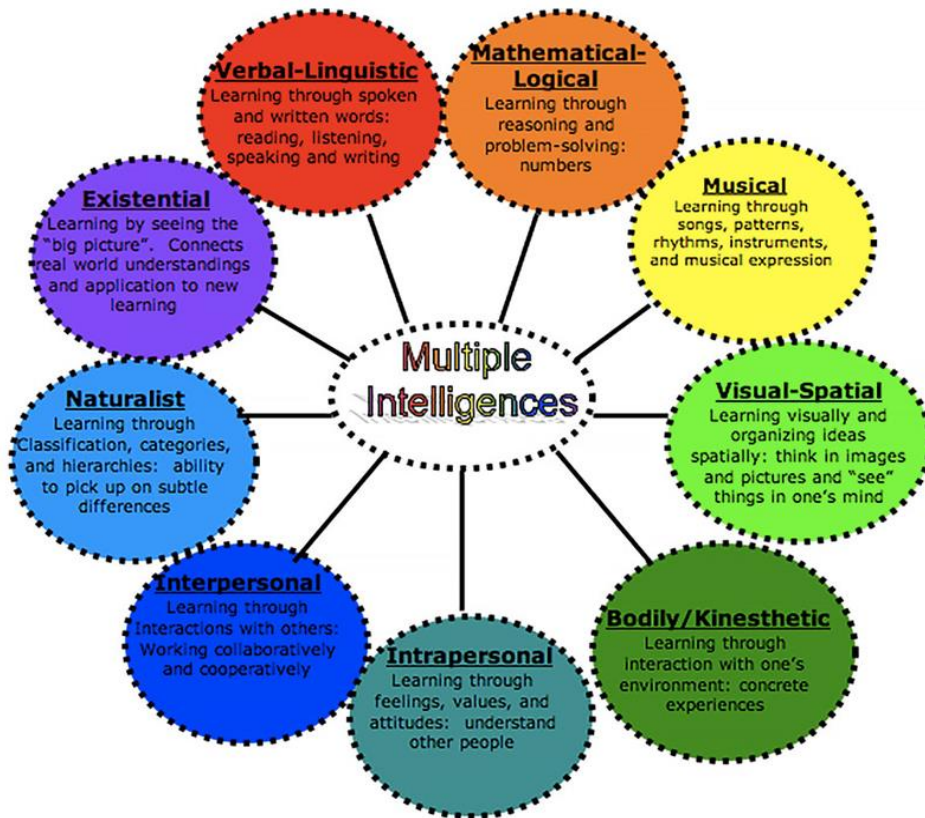 Verbal-Linguistic
Learning through spoken
and written words:
reading, listening,
speaking and writing
Mathematical-
Logical
Learning through
reasoning and
problem-solving:
numbers
Musical
Learning through
songs, patterns,
rhythms, instruments,
and musical expression
Existential
Learning by seeing the
"big picture".  Connects
real world understandings
and application to new
learning
Multiple
Intelligences
Visual-Spatial
Learning visually and
organizing ideas
spatially:  think in images
and pictures and "see"
things in one's mind
Naturalist
Learning through
Classification, categories,
and hierarchies:  ability
to pick up on subtle
differences
Interpersonal
Learning through
Interactions with others:
Working collaboratively
and cooperatively
Intrapersonal
Learning through
feelings, values, and
attitudes:  understand
other people
Bodily/Kinesthetic
Learning through
interaction with one's
environment:  concrete
experiences